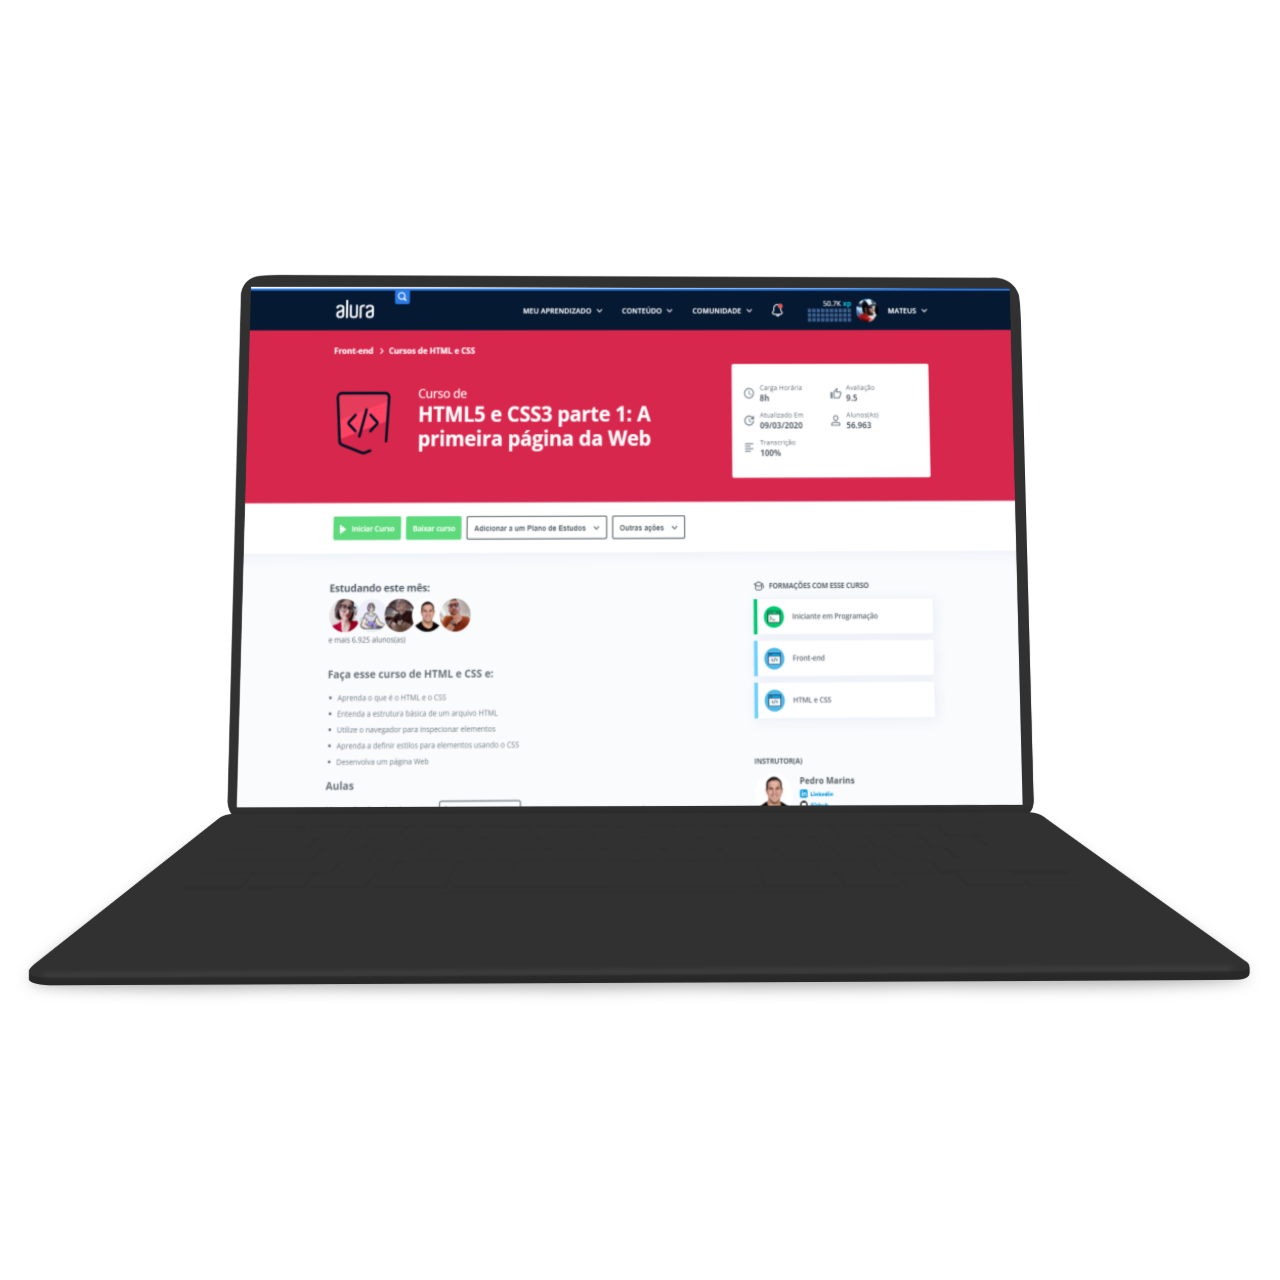 alura
MEU APRENDIZADO
CONTEÚDO
COMUNIDADE
50.7K xp
MATEUS
Front-end > Cursos de HTML e CSS
Curso de
HTML5 e CSS3 parte 1: A
primeira página da Web
Carga Horária
8h
Avaliação
9.5
Atualizado Em
09/03/2020
Alunos(As)
56.963
Transcrição
100%
Iniciar Curso
Baixar curso
Adicionar a um Plano de Estudos
Outras ações
Estudando este mês:
e mais 6.925 alunos(as)
Faça esse curso de HTML e CSS e:
• Aprenda o que é o HTML e o CSS
• Entenda a estrutura básica de um arquivo HTML
• Utilize o navegador para inspecionar elementos
• Aprenda a definir estilos para elementos usando o CSS
• Desenvolva um página Web
Aulas
FORMAÇÕES COM ESSE CURSO
Iniciante em Programação
Front-end
HTML e CSS
INSTRUTOR(A)
Pedro Marins
Linkedin